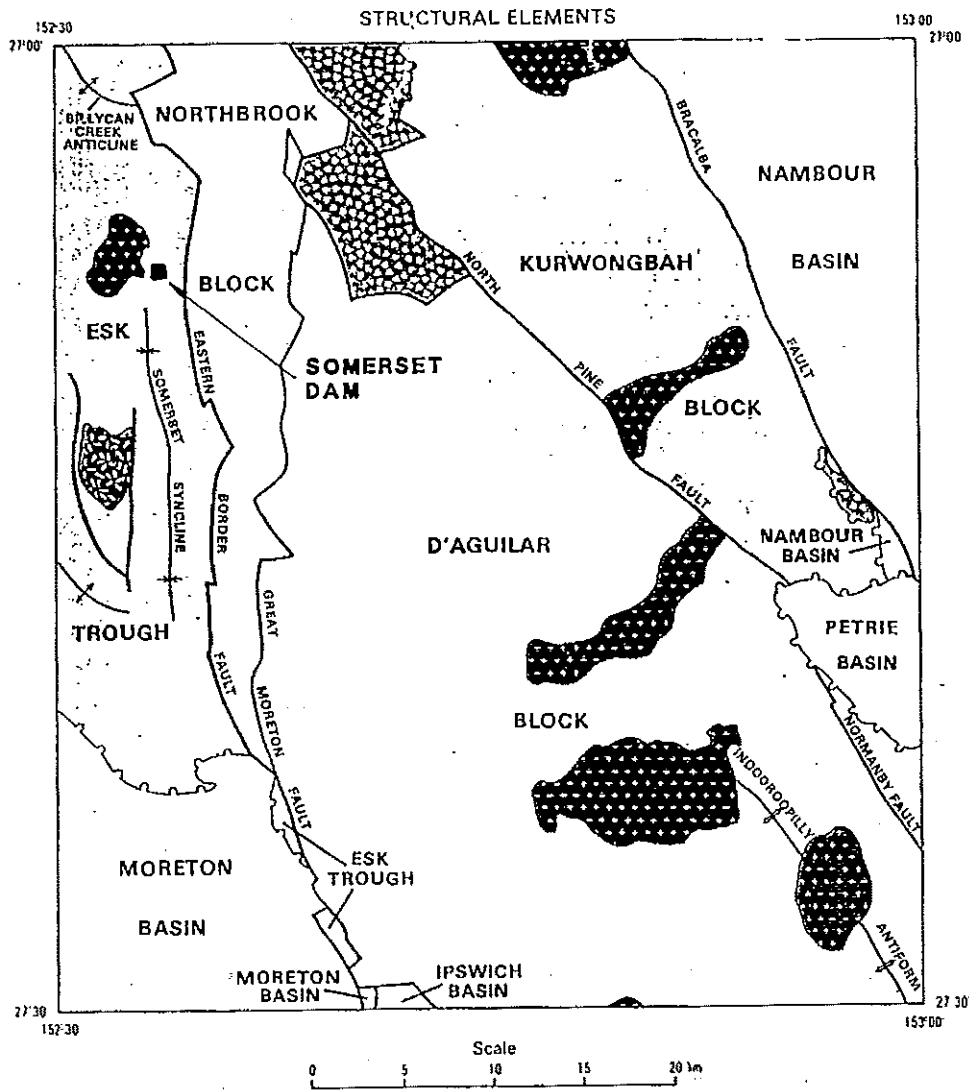 STRUCTURAL ELEMENTS
152°30
153°00
27°00'
27°00
BILLYCAN
CREEK
ANTICLINE
NORTHBROOK
BLOCK
BRACALBA
FAULT
NAMBOUR
BASIN
KURWONGBAH
BLOCK
NORTH
PINE
FAULT
ESK
TROUGH
SOMERSET
DAM
SOMERSET
SYNCLINE
EASTERN
BORDER
FAULT
GREAT
MORETON
FAULT
D'AGUILAR
BLOCK
NAMBOUR
BASIN
PETRIE
BASIN
NORMANBY FAULT
INDOOROOPILLY
ANTIFORM
ESK
TROUGH
MORETON
BASIN
MORETON
BASIN
IPSWICH
BASIN
27°30
27°30
152°30
153°00
Scale
0 5 10 15 20 km